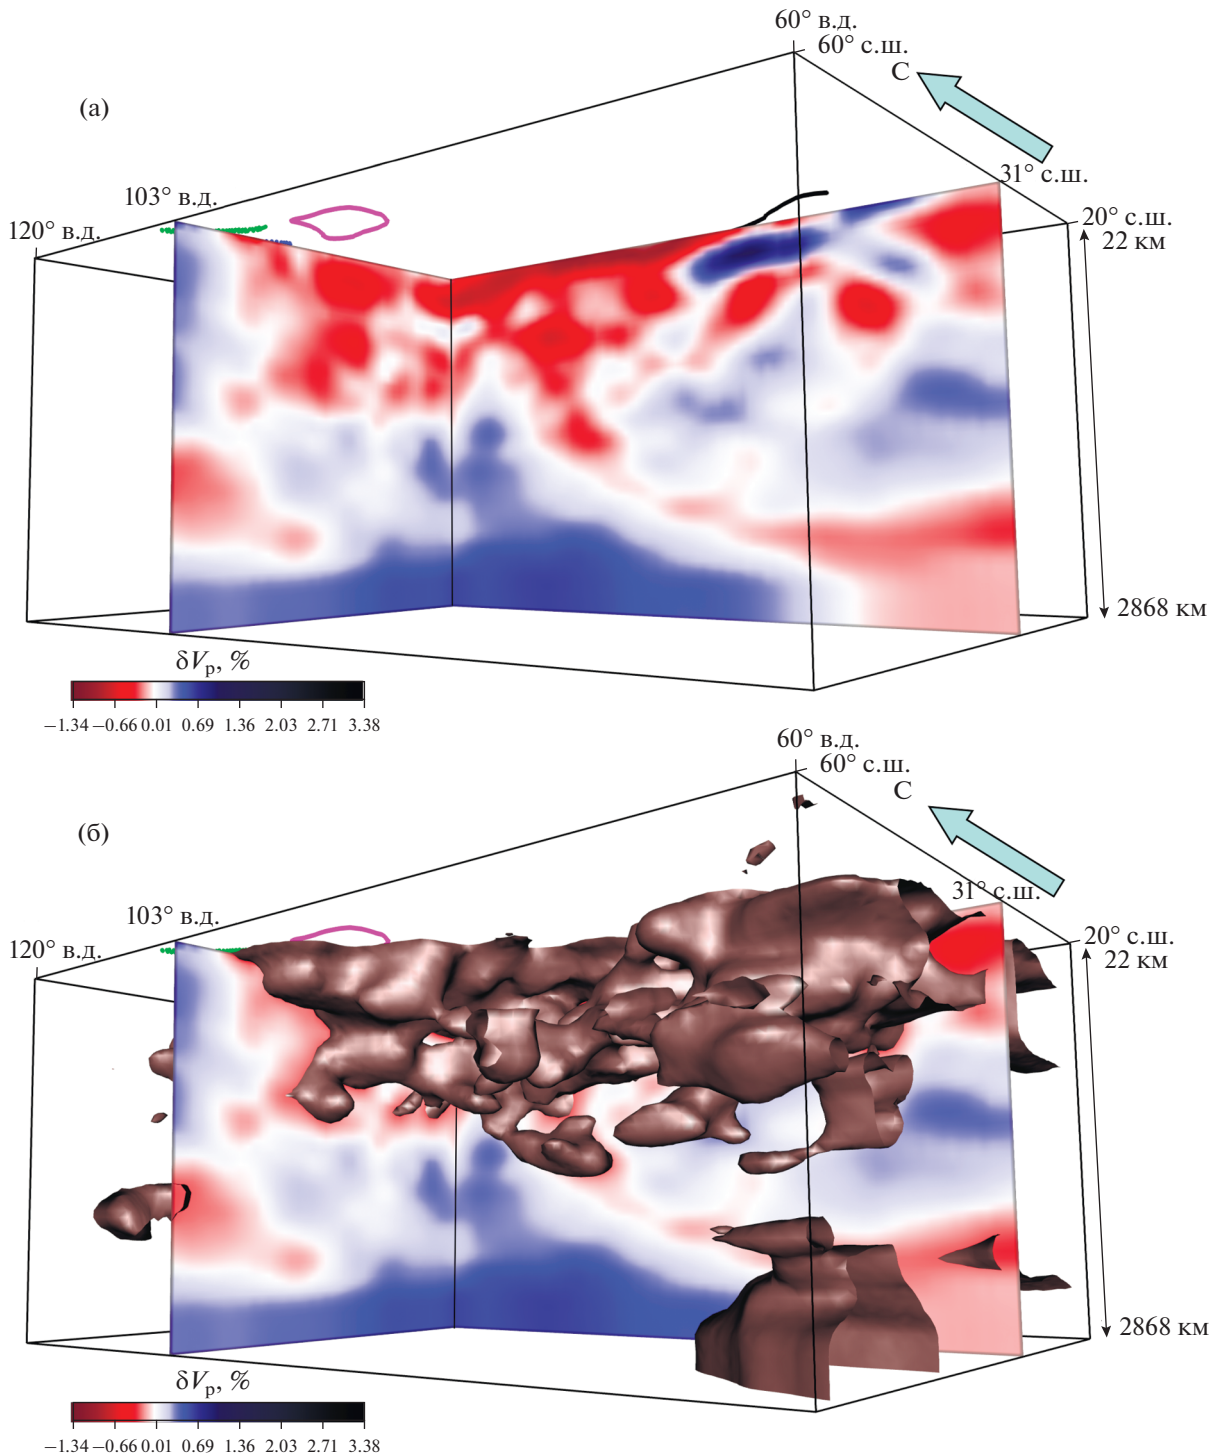 60° в.д.
60° с.ш.
С
(а)
31° с.ш.
103° в.д.
120° в.д.
20° с.ш.
22 км
2868 км
δVp, %
−1.34 −0.66 0.01 0.69 1.36 2.03 2.71 3.38
60° в.д.
60° с.ш.
С
(б)
31° с.ш.
103° в.д.
120° в.д.
20° с.ш.
22 км
2868 км
δVp, %
−1.34 −0.66 0.01 0.69 1.36 2.03 2.71 3.38